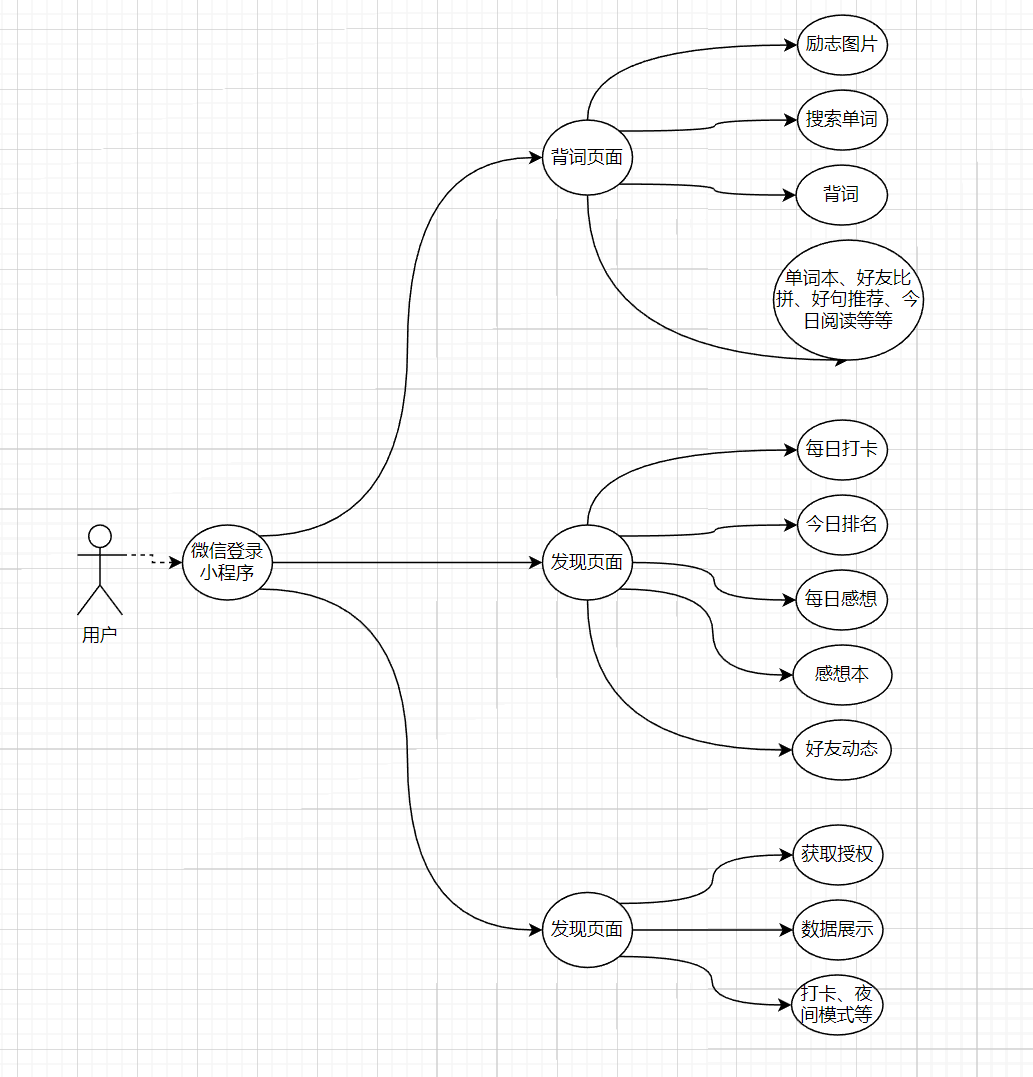 励志图片
搜索单词
背词页面
背词
单词本、好友比
拼、好句推荐、今
日阅读等等
每日打卡
今日排名
微信登录
小程序
发现页面
每日感想
用户
感想本
好友动态
获取授权
发现页面
数据展示
打卡、夜
间模式等